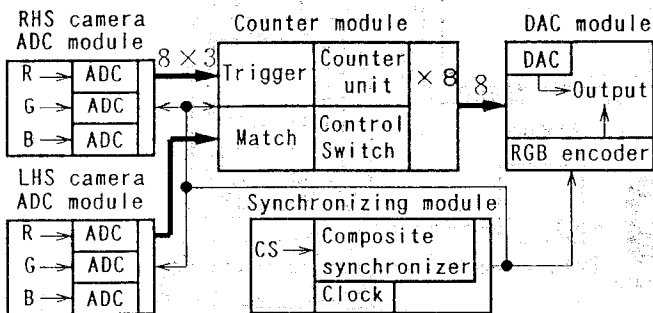 RHS camera
ADC module
R ADC
G ADC
B ADC
8 × 3
Counter module
Trigger
Counter
unit
Match
Control
Switch
× 8
8
DAC module
DAC
Output
RGB encoder
LHS camera
ADC module
R ADC
G ADC
B ADC
Synchronizing module
CS
Composite
synchronizer
Clock